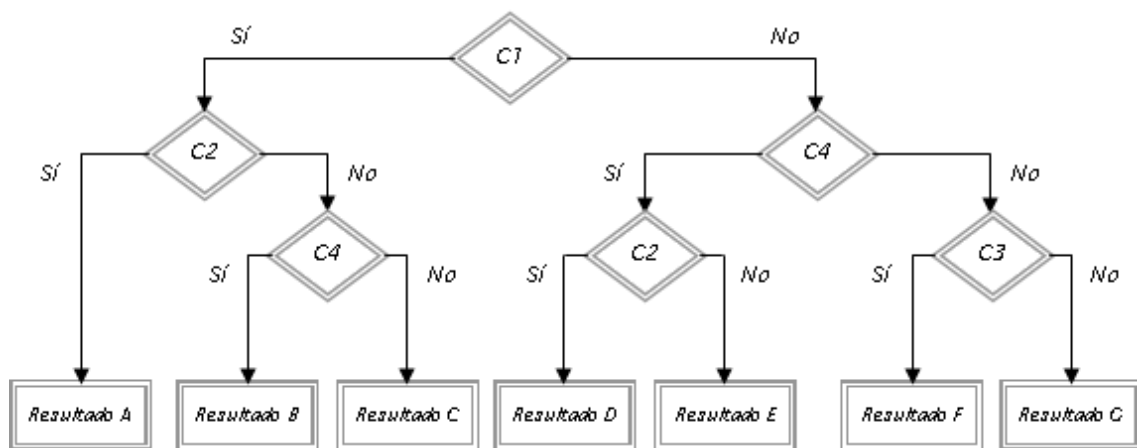 Sí
No
C1
C2
C4
Sí
No
Sí
No
C4
C2
C3
Sí
No
Sí
No
Sí
No
Resultado A
Resultado B
Resultado C
Resultado D
Resultado E
Resultado F
Resultado G